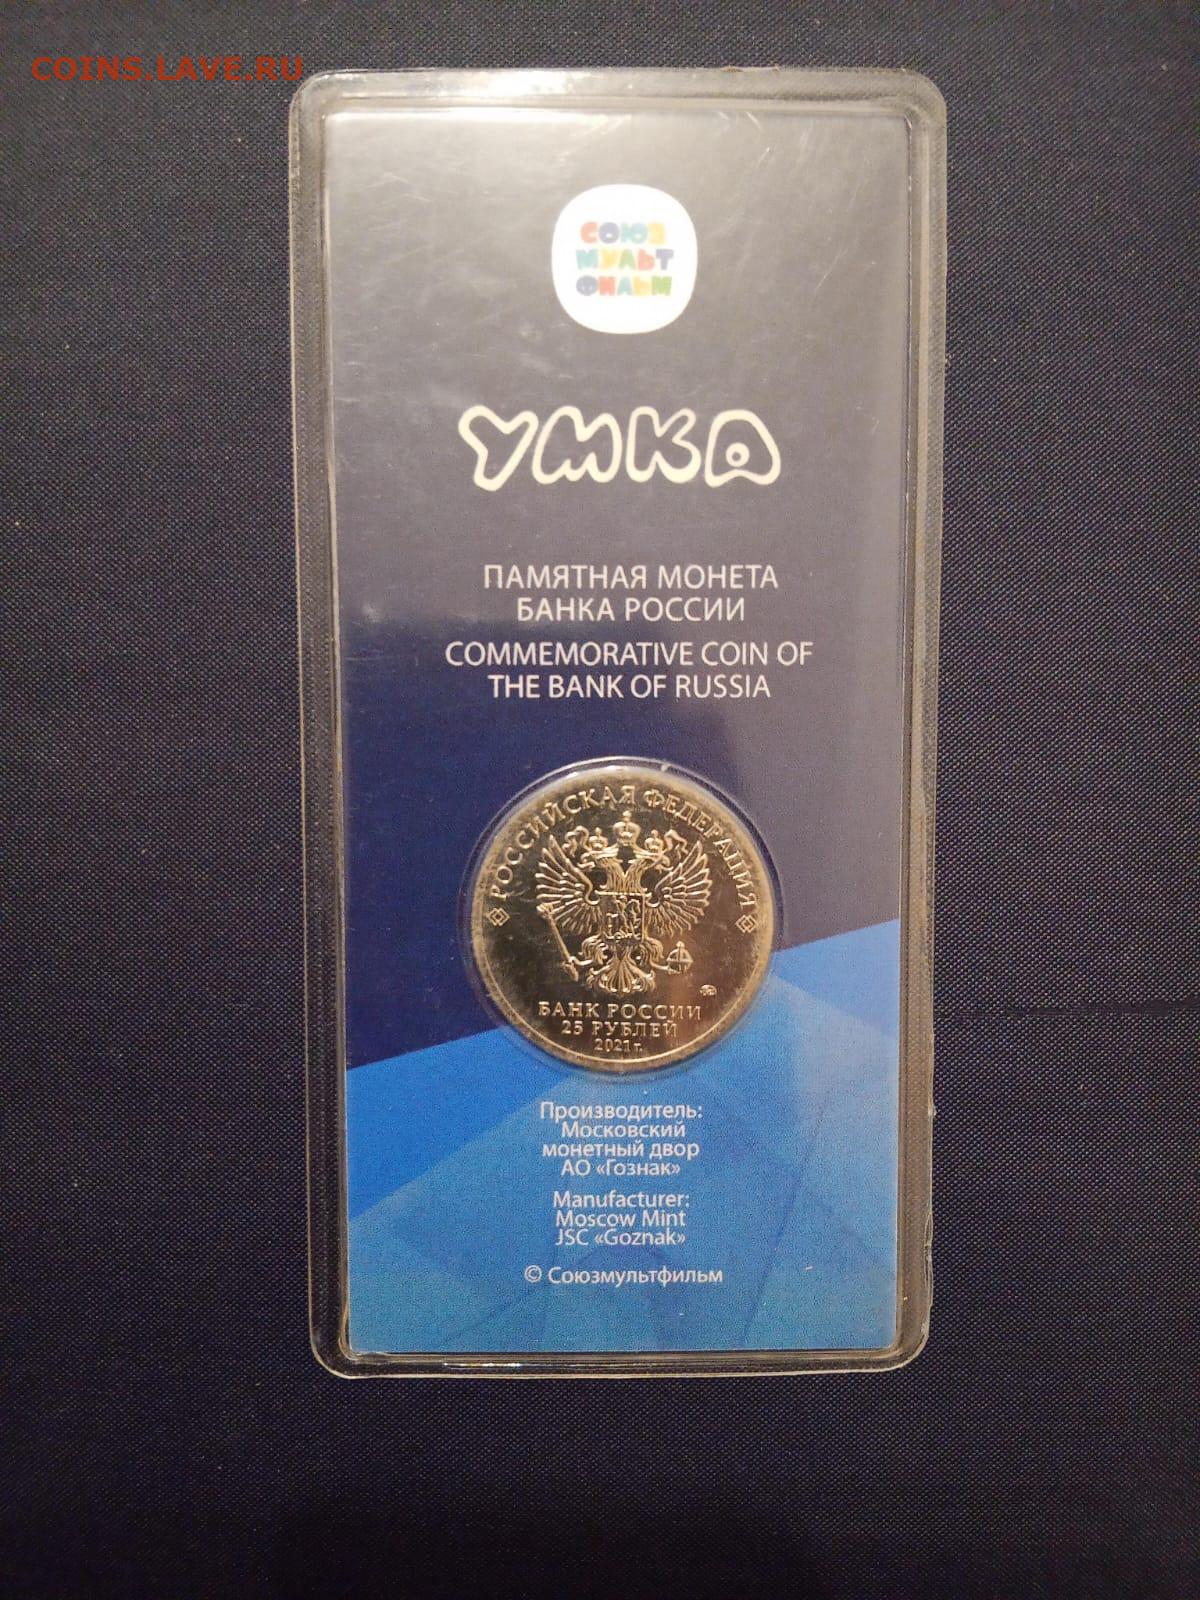 COINS.LAVE.RU
СОЮЗ
МУЛЬТ
ФИЛЬМ
УМКА
ПАМЯТНАЯ МОНЕТА
БАНКА РОССИИ
COMMEMORATIVE COIN OF
THE BANK OF RUSSIA
РОССИЙСКАЯ ФЕДЕРАЦИЯ
БАНК РОССИИ
25 РУБЛЕЙ
2021 г.
Производитель:
Московский
монетный двор
АО «Гознак»
Manufacturer:
Moscow Mint
JSC «Goznak»
© Союзмультфильм